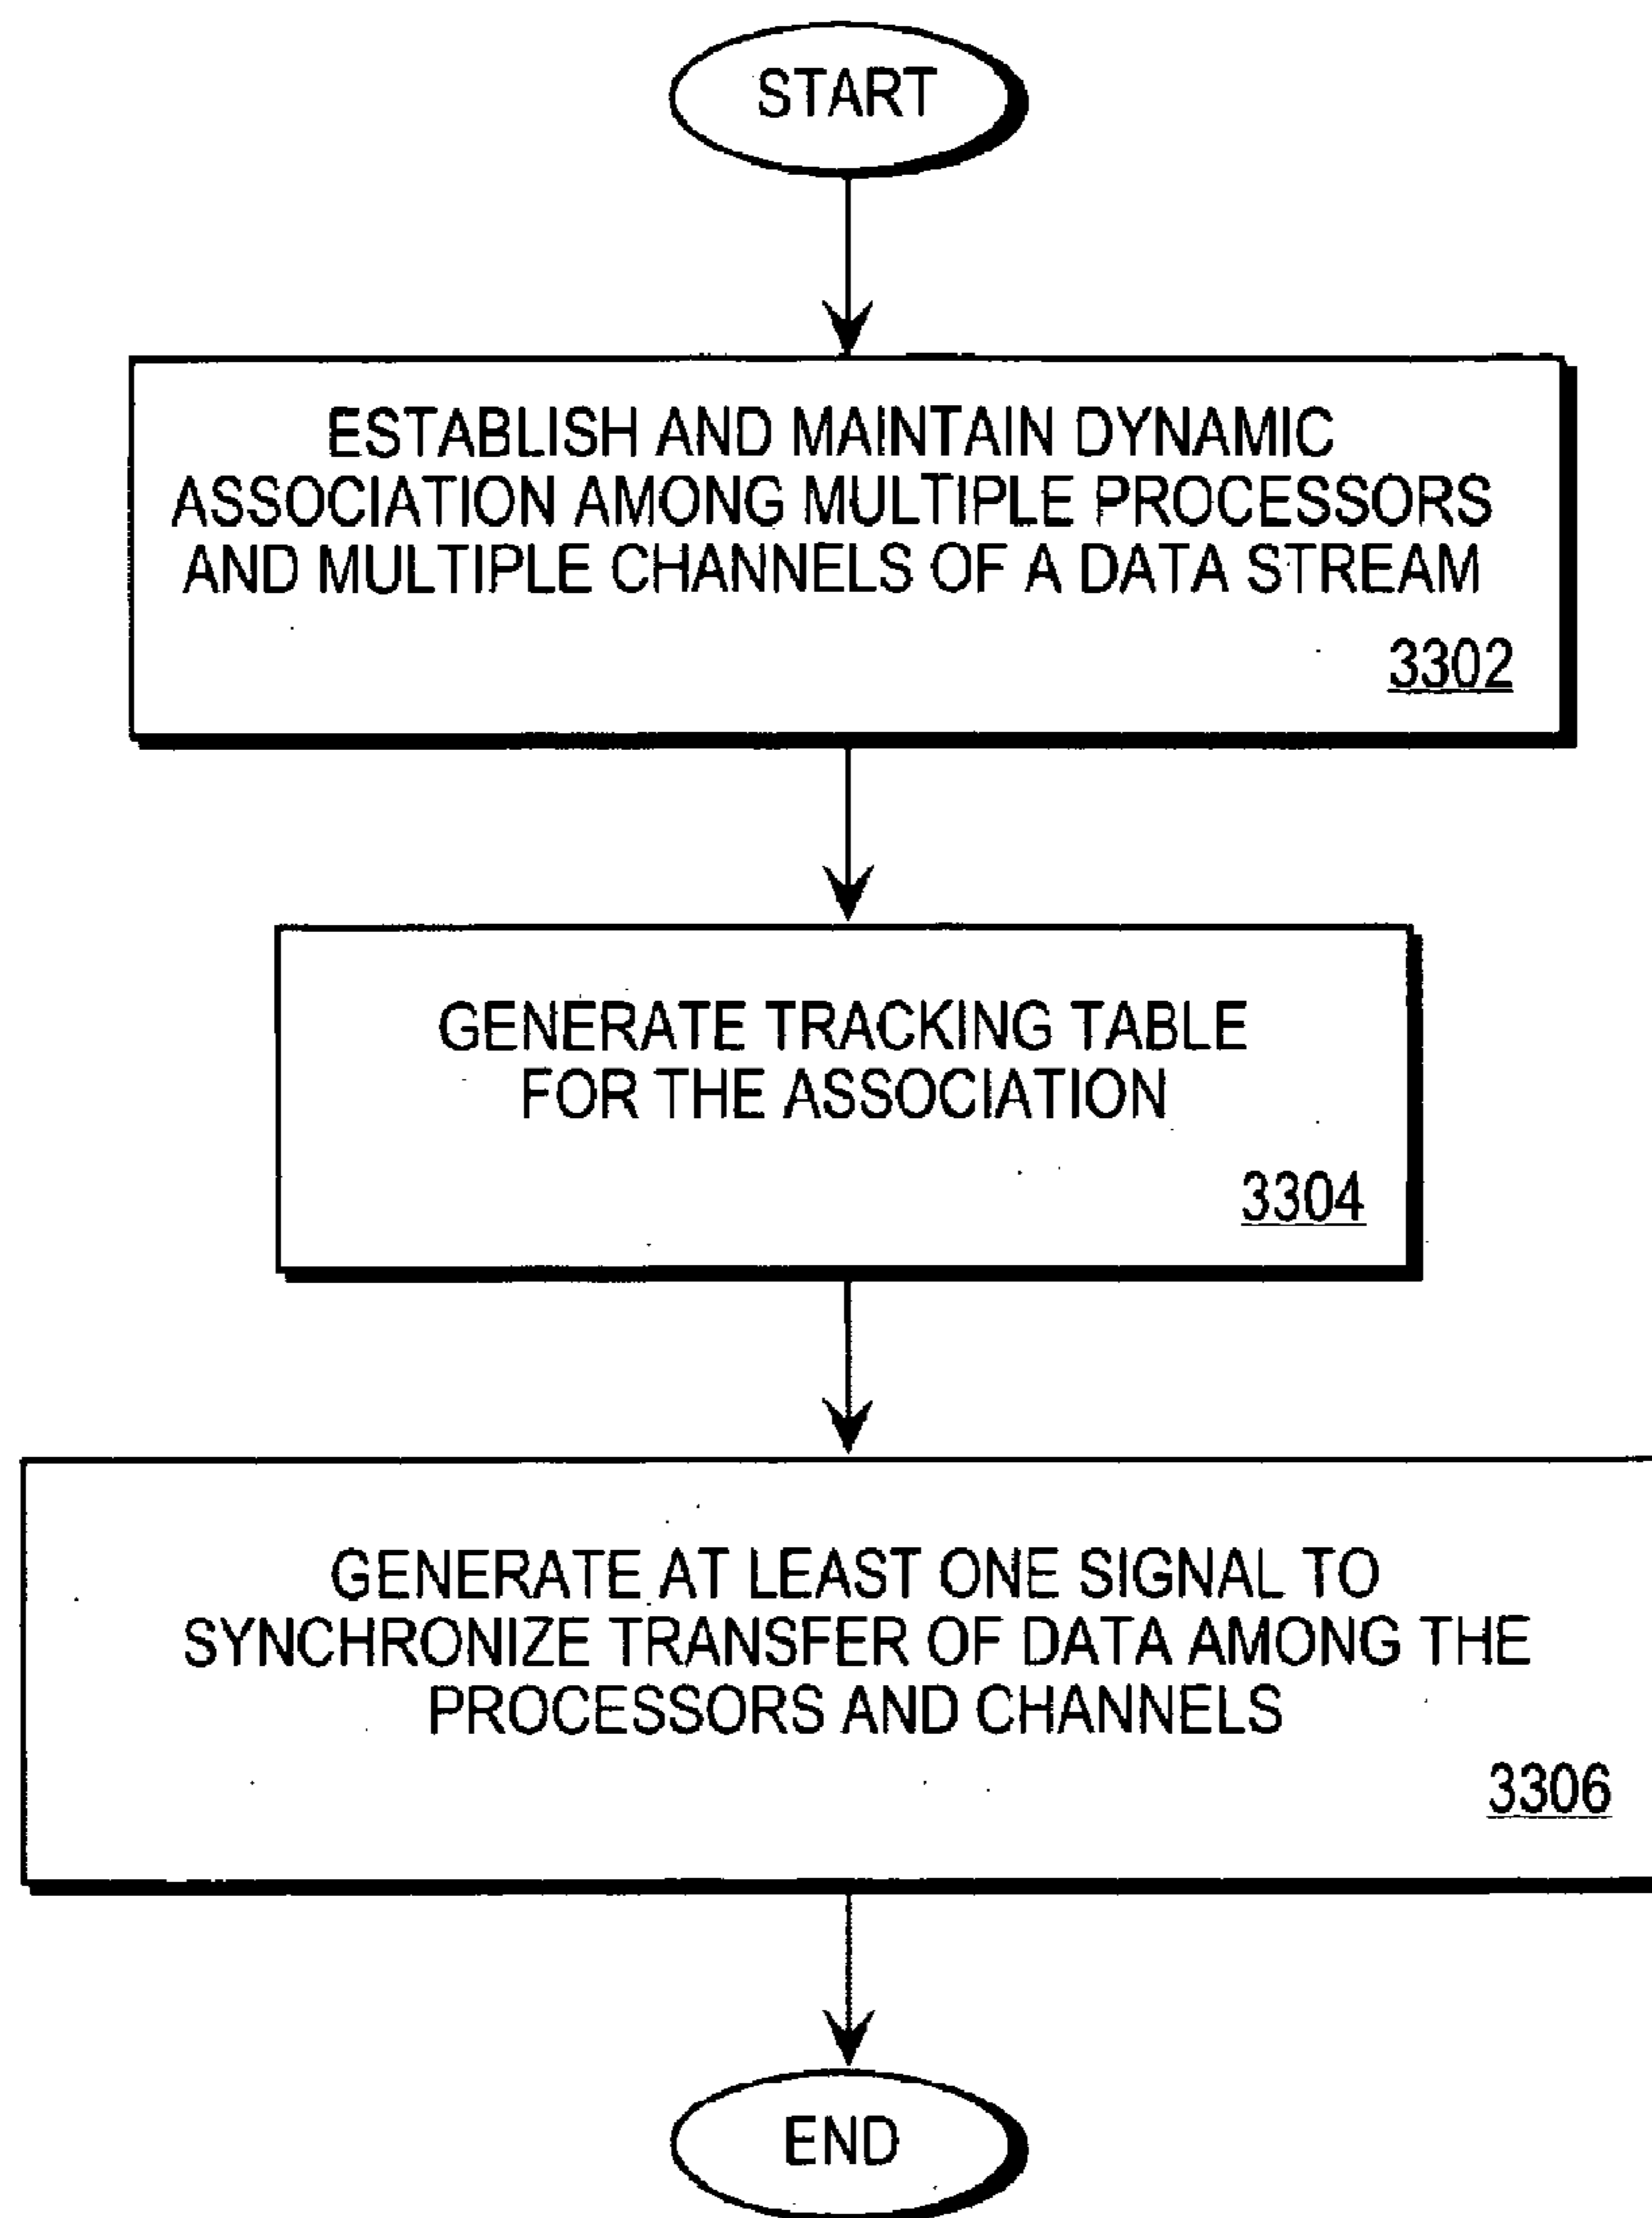 START
ESTABLISH AND MAINTAIN DYNAMIC
ASSOCIATION AMONG MULTIPLE PROCESSORS
AND MULTIPLE CHANNELS OF A DATA STREAM
3302
GENERATE TRACKING TABLE
FOR THE ASSOCIATION
3304
GENERATE AT LEAST ONE SIGNAL TO
SYNCHRONIZE TRANSFER OF DATA AMONG THE
PROCESSORS AND CHANNELS
3306
END